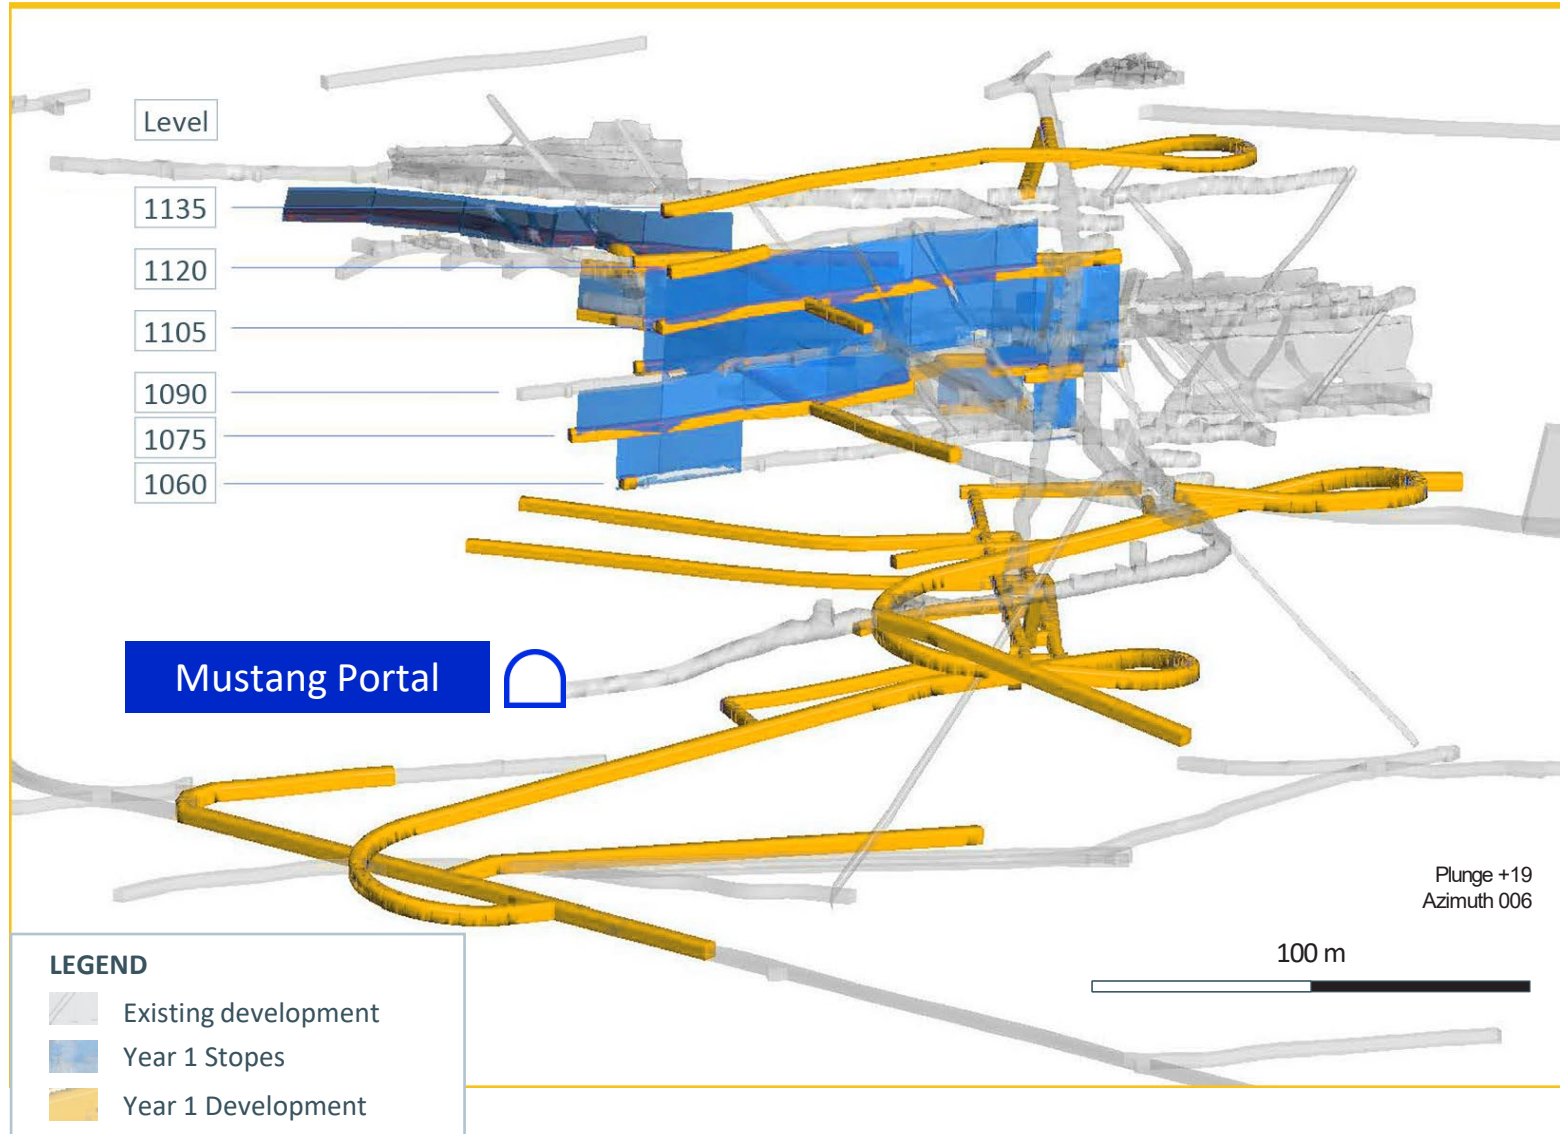 Level
1135
1120
1105
1090
1075
1060
Mustang Portal
Plunge +19
Azimuth 006
100 m
LEGEND
Existing development
Year 1 Stopes
Year 1 Development